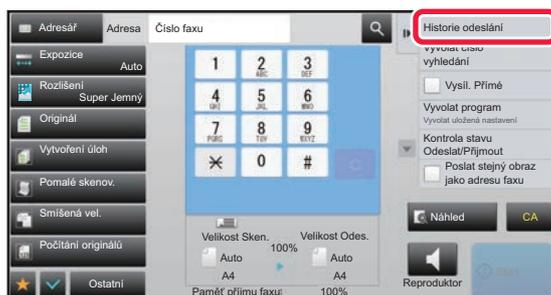 Adresář
Adresa
Číslo faxu
Expozice
Auto
Rozlišení
Super Jemný
Originál
Vytvoření úloh
Pomalé skenov.
Smíšená vel.
Počítání originálů
Ostatní
1
2 ABC
3 DEF
4 GHI
5 JKL
6 MNO
7 PQRS
8 TUV
9 WXYZ
0
#
Velikost Sken.
100%
Velikost Odes.
Auto
A4
Auto
A4
Paměť příjmu faxu:
100%
Historie odeslání
Vyvolat číslo
vyhledání
Vysíl. Přímé
Vyvolat program
Vyvolat uložená nastavení
Kontrola stavu
Odeslat/Přijmout
Poslat stejný obraz
jako adresu faxu
Náhled
CA
Reproduktor
Start